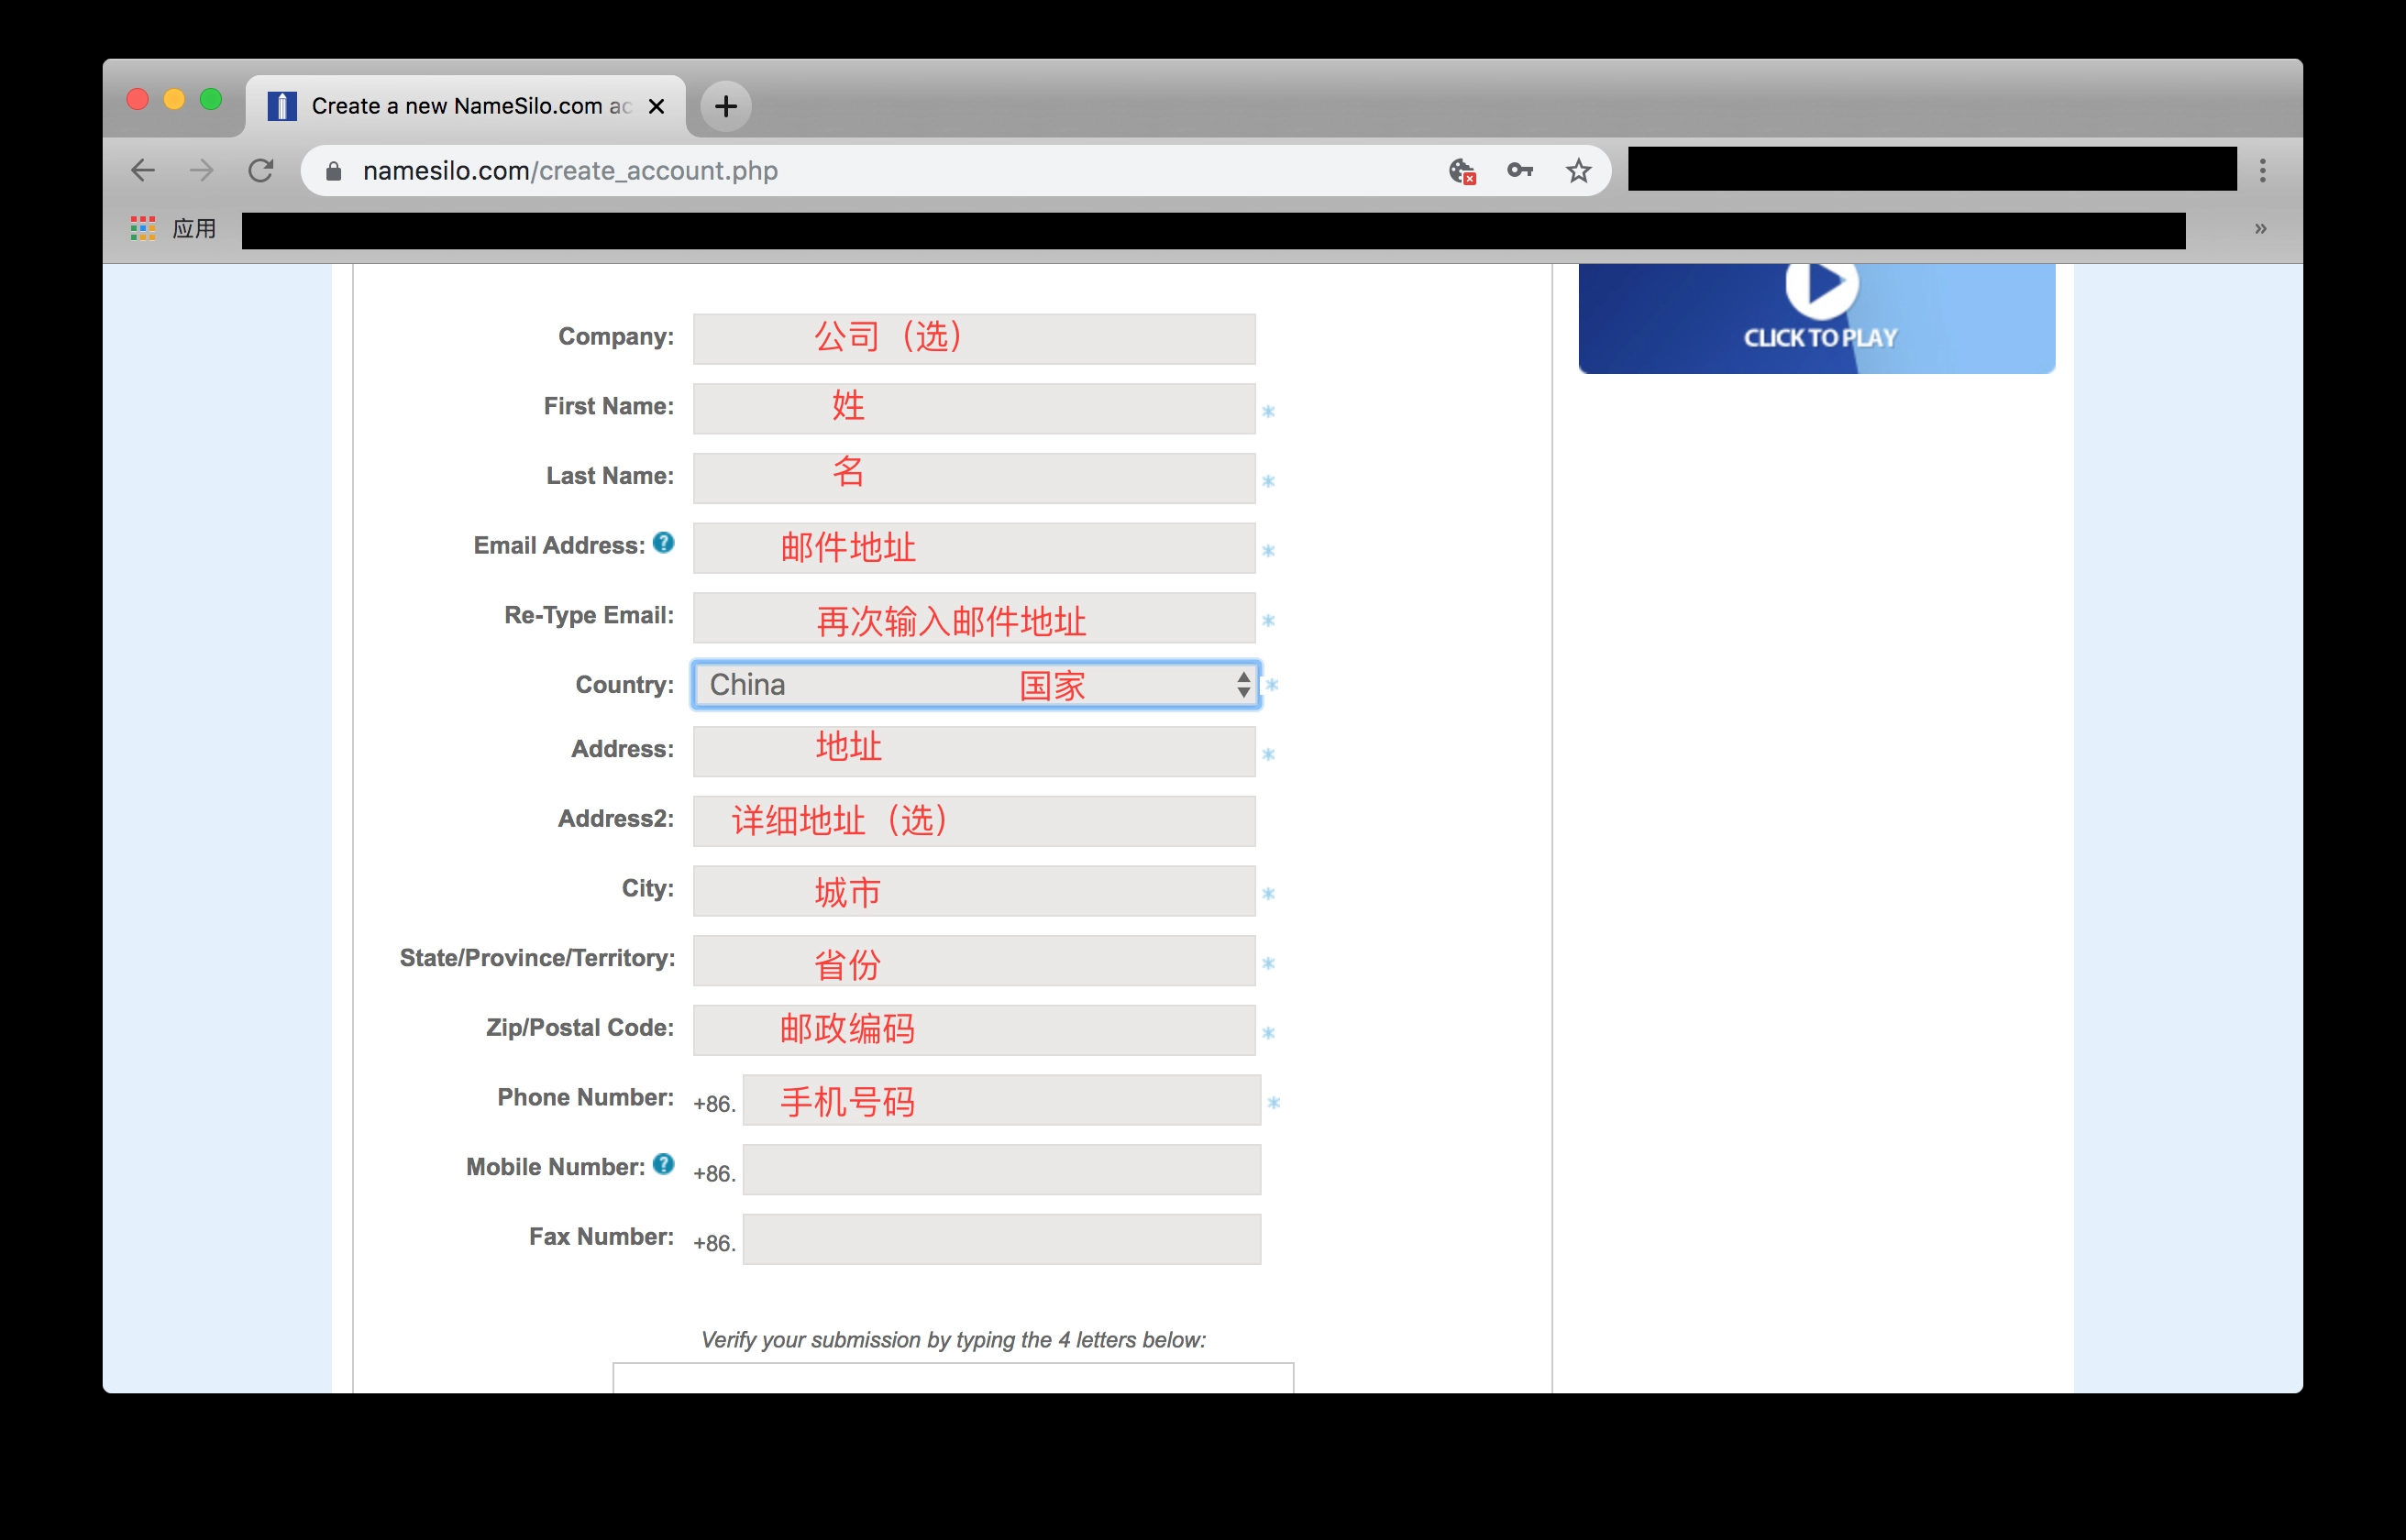 Create a new NameSilo.com ac
namesilo.com/create_account.php
应用
»
CLICK TO PLAY
Company: 公司（选）
First Name: 姓 *
Last Name: 名 *
Email Address: ? 邮件地址 *
Re-Type Email: 再次输入邮件地址 *
Country: China 国家 *
Address: 地址 *
Address2: 详细地址（选）
City: 城市 *
State/Province/Territory: 省份 *
Zip/Postal Code: 邮政编码 *
Phone Number: +86. 手机号码 *
Mobile Number: ? +86.
Fax Number: +86.
Verify your submission by typing the 4 letters below: